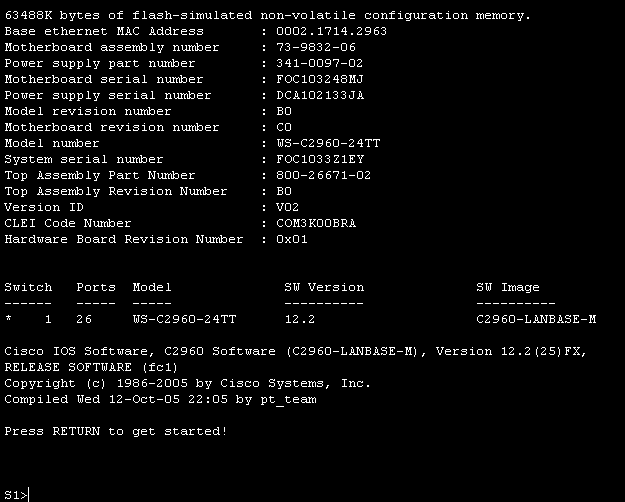 63488K bytes of flash-simulated non-volatile configuration memory.
Base ethernet MAC Address       : 0002.1714.2963
Motherboard assembly number     : 73-9832-06
Power supply part number        : 341-0097-02
Motherboard serial number       : FOC103248MJ
Power supply serial number      : DCA102133JA
Model revision number           : B0
Motherboard revision number     : C0
Model number                    : WS-C2960-24TT
System serial number            : FOC1033Z1EY
Top Assembly Part Number        : 800-26671-02
Top Assembly Revision Number    : B0
Version ID                      : V02
CLEI Code Number                : COM3K00BRA
Hardware Board Revision Number  : 0x01
Switch   Ports  Model              SW Version              SW Image
------   -----  -----              ----------              ----------
*    1   26     WS-C2960-24TT      12.2                    C2960-LANBASE-M
Cisco IOS Software, C2960 Software (C2960-LANBASE-M), Version 12.2(25)FX,
RELEASE SOFTWARE (fc1)
Copyright (c) 1986-2005 by Cisco Systems, Inc.
Compiled Wed 12-Oct-05 22:05 by pt_team
Press RETURN to get started!
S1>